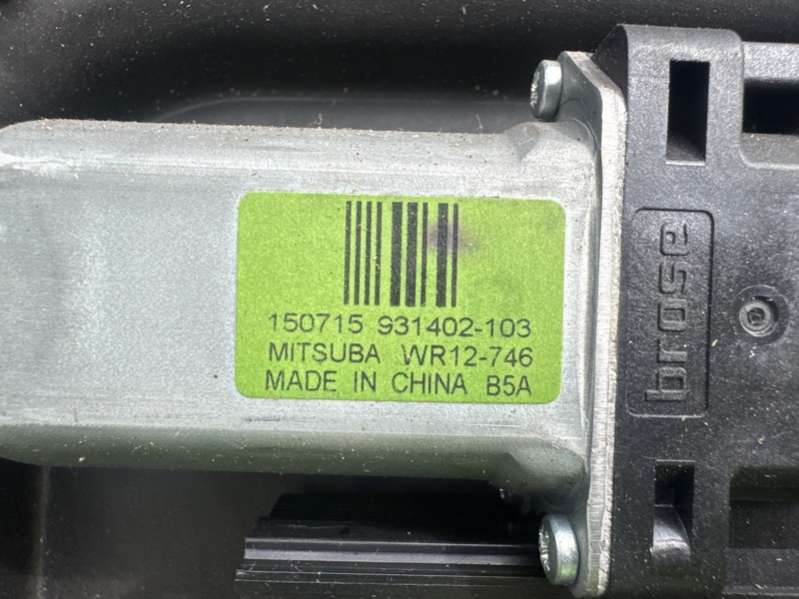 150715 931402-103
MITSUBA WR12-746
MADE IN CHINA B5A
brose